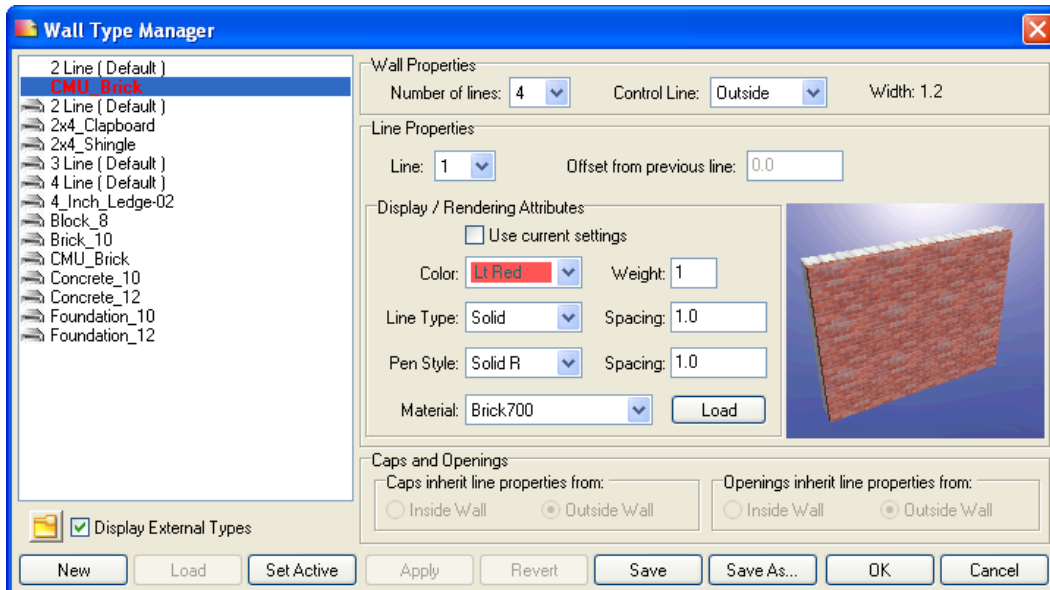 Wall Type Manager
2 Line ( Default )
CMU_Brick
2 Line ( Default )
2x4_Clapboard
2x4_Shingle
3 Line ( Default )
4 Line ( Default )
4_Inch_Ledge-02
Block_8
Brick_10
CMU_Brick
Concrete_10
Concrete_12
Foundation_10
Foundation_12
Display External Types
Wall Properties
Number of lines: 4 Control Line: Outside Width: 1.2
Line Properties
Line: 1 Offset from previous line: 0.0
Display / Rendering Attributes
Use current settings
Color: Lt Red Weight: 1
Line Type: Solid Spacing: 1.0
Pen Style: Solid R Spacing: 1.0
Material: Brick700 Load
Caps and Openings
Caps inherit line properties from: Openings inherit line properties from:
Inside Wall Outside Wall Inside Wall Outside Wall
New Load Set Active Apply Revert Save Save As... OK Cancel